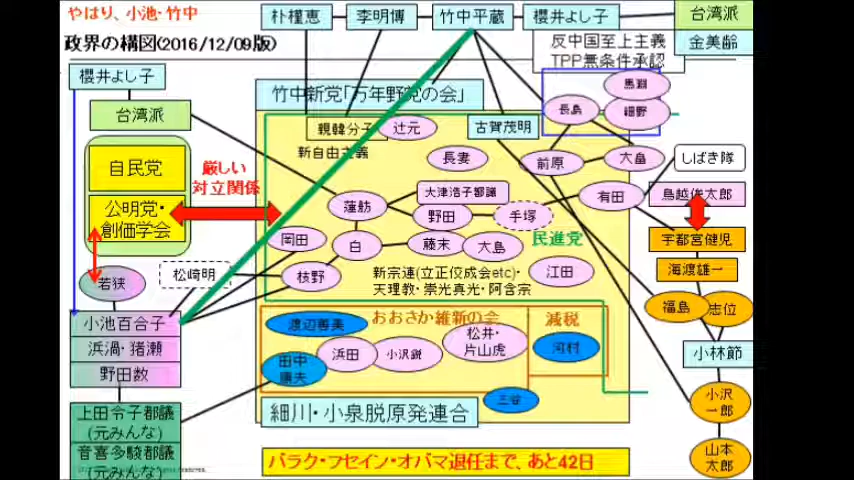 やはり、小池・竹中
政界の構図(2016/12/09版)
朴槿恵
李明博
竹中平蔵
櫻井よし子
台湾派
金美齢
反中国至上主義
TPP無条件承認
櫻井よし子
台湾派
自民党
公明党・
創価学会
厳しい
対立関係
竹中新党「万年野党の会」
親韓分子
辻元
新自由主義
古賀茂明
長島
馬淵
細野
長妻
前原
大畠
しばき隊
有田
鳥越俊太郎
大津浩子都議
蓮舫
野田
手塚
岡田
白
藤末
大島
民進党
宇都宮健児
海渡雄一
松崎明
枝野
新宗連(立正佼成会etc)・
天理教・崇光真光・阿含宗
江田
若狭
福島
志位
小池百合子
浜渦・猪瀬
野田数
渡辺喜美
おおさか維新の会
減税
田中
康夫
浜田
小沢鋭
松井・
片山虎
河村
小林節
三谷
小沢
一郎
上田令子都議
(元みんな)
音喜多駿都議
(元みんな)
細川・小泉脱原発連合
山本
太郎
バラク・フセイン・オバマ退任まで、あと42日